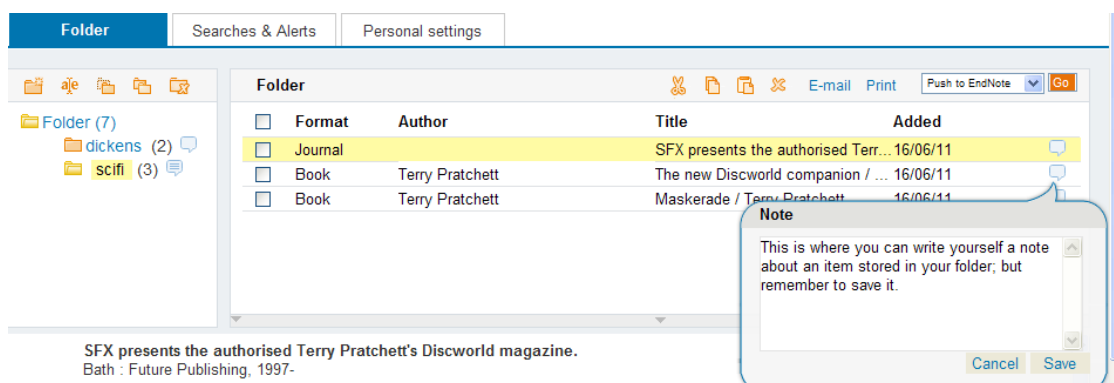 Folder Searches & Alerts Personal settings
Folder E-mail Print Push to EndNote Go
Folder (7)
dickens (2)
scifi (3)
Format Author Title Added
Journal SFX presents the authorised Terr... 16/06/11
Book Terry Pratchett The new Discworld companion / ... 16/06/11
Book Terry Pratchett Maskerade / Terry Pratchett 16/06/11
Note
This is where you can write yourself a note
about an item stored in your folder; but
remember to save it.
Cancel Save
SFX presents the authorised Terry Pratchett's Discworld magazine.
Bath : Future Publishing, 1997-